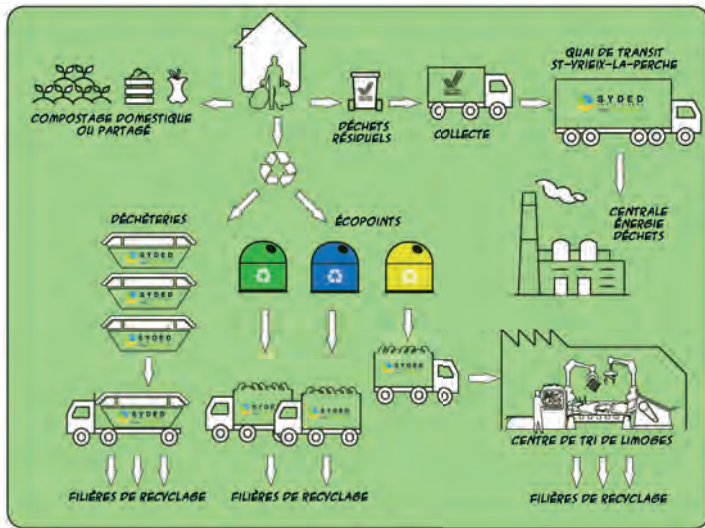 QUAI DE TRANSIT
ST-YRIEIX-LA-PERCHE
SYDED
COMPOSTAGE DOMESTIQUE
OU PARTAGÉ
DÉCHETS
RÉSIDUELS
COLLECTE
DÉCHÈTERIES
ÉCOPOINTS
CENTRALE
ÉNERGIE
DÉCHETS
SYDED
SYDED
SYDED
SYDED
SYDED
SYDED
SYDED
CENTRE DE TRI DE LIMOGES
FILIÈRES DE RECYCLAGE
FILIÈRES DE RECYCLAGE
FILIÈRES DE RECYCLAGE